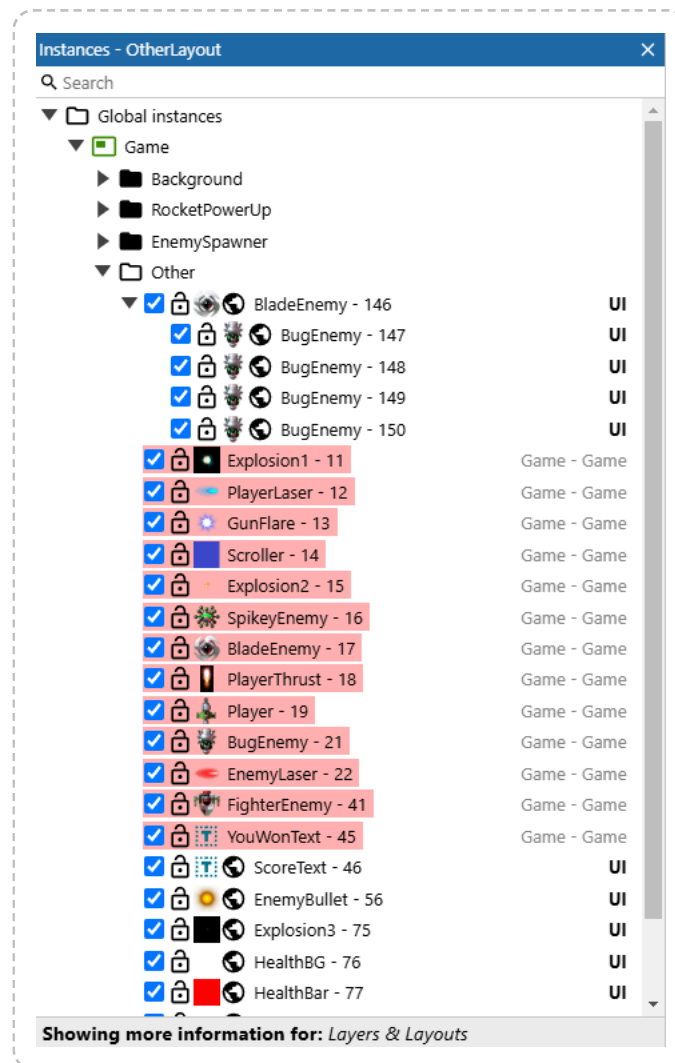 Instances - OtherLayout
Search
Global instances
Game
Background
RocketPowerUp
EnemySpawner
Other
BladeEnemy - 146 UI
BugEnemy - 147 UI
BugEnemy - 148 UI
BugEnemy - 149 UI
BugEnemy - 150 UI
Explosion1 - 11 Game - Game
PlayerLaser - 12 Game - Game
GunFlare - 13 Game - Game
Scroller - 14 Game - Game
Explosion2 - 15 Game - Game
SpikeyEnemy - 16 Game - Game
BladeEnemy - 17 Game - Game
PlayerThrust - 18 Game - Game
Player - 19 Game - Game
BugEnemy - 21 Game - Game
EnemyLaser - 22 Game - Game
FighterEnemy - 41 Game - Game
YouWonText - 45 Game - Game
ScoreText - 46 UI
EnemyBullet - 56 UI
Explosion3 - 75 UI
HealthBG - 76 UI
HealthBar - 77 UI
Showing more information for: Layers & Layouts